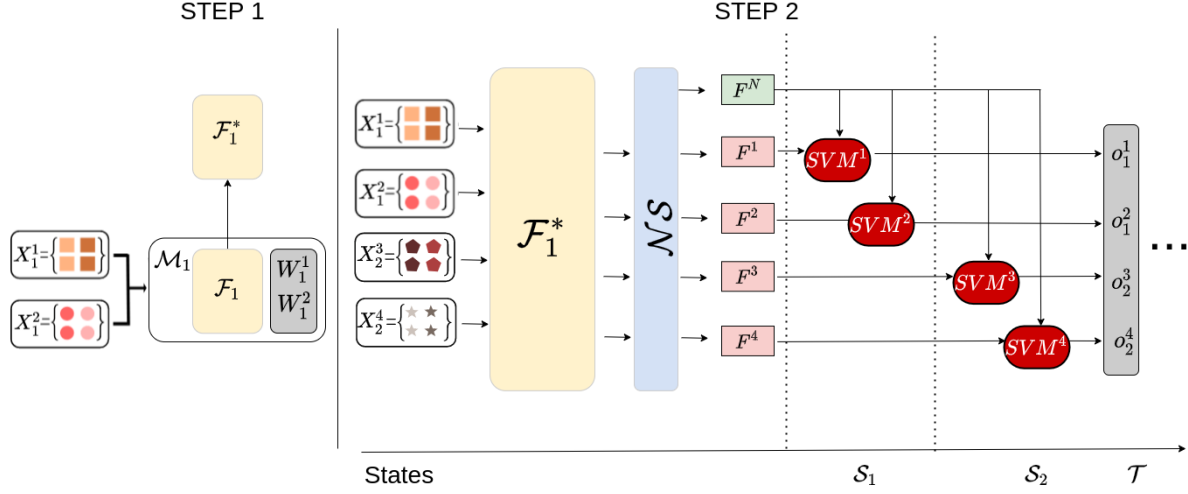 STEP 1
STEP 2
F₁*
X₁¹={ }
X₁²={ }
M₁
F₁
W₁¹
W₁²
X₁¹={ }
X₁²={ }
X₂³={ }
X₂⁴={ }
F₁*
NS
Fᴺ
F¹
F²
F³
F⁴
SVM¹
SVM²
SVM³
SVM⁴
o₁¹
o₁²
o₂³
o₂⁴
...
States
S₁
S₂
T